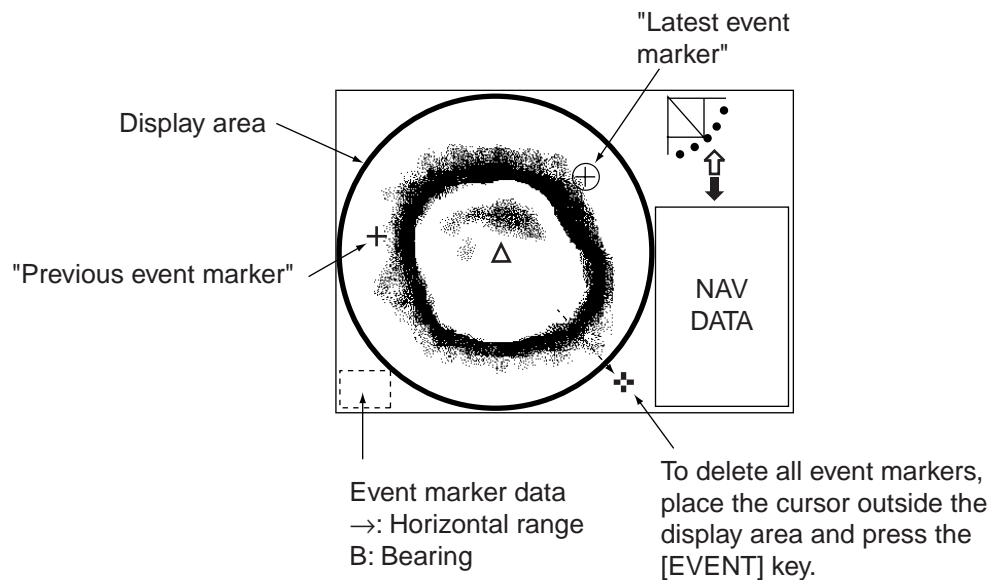 "Latest event
marker"
Display area
"Previous event marker"
NAV
DATA
Event marker data
→: Horizontal range
B: Bearing
To delete all event markers,
place the cursor outside the
display area and press the
[EVENT] key.